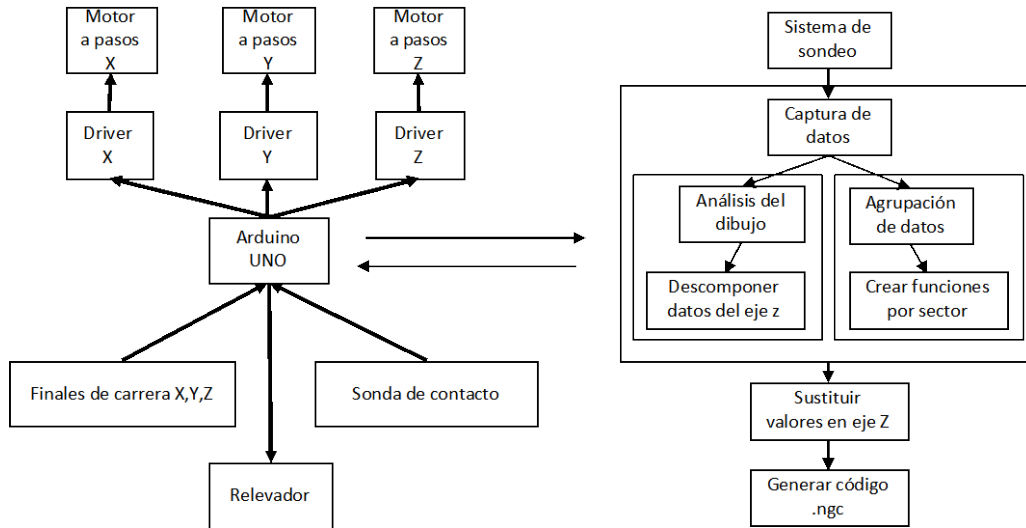 Motor
a pasos
X
Motor
a pasos
Y
Motor
a pasos
Z
Driver
X
Driver
Y
Driver
Z
Arduino
UNO
Finales de carrera X,Y,Z
Sonda de contacto
Relevador
Sistema de
sondeo
Captura de
datos
Análisis del
dibujo
Agrupación
de datos
Descomponer
datos del eje z
Crear funciones
por sector
Sustituir
valores en eje Z
Generar código
.ngc